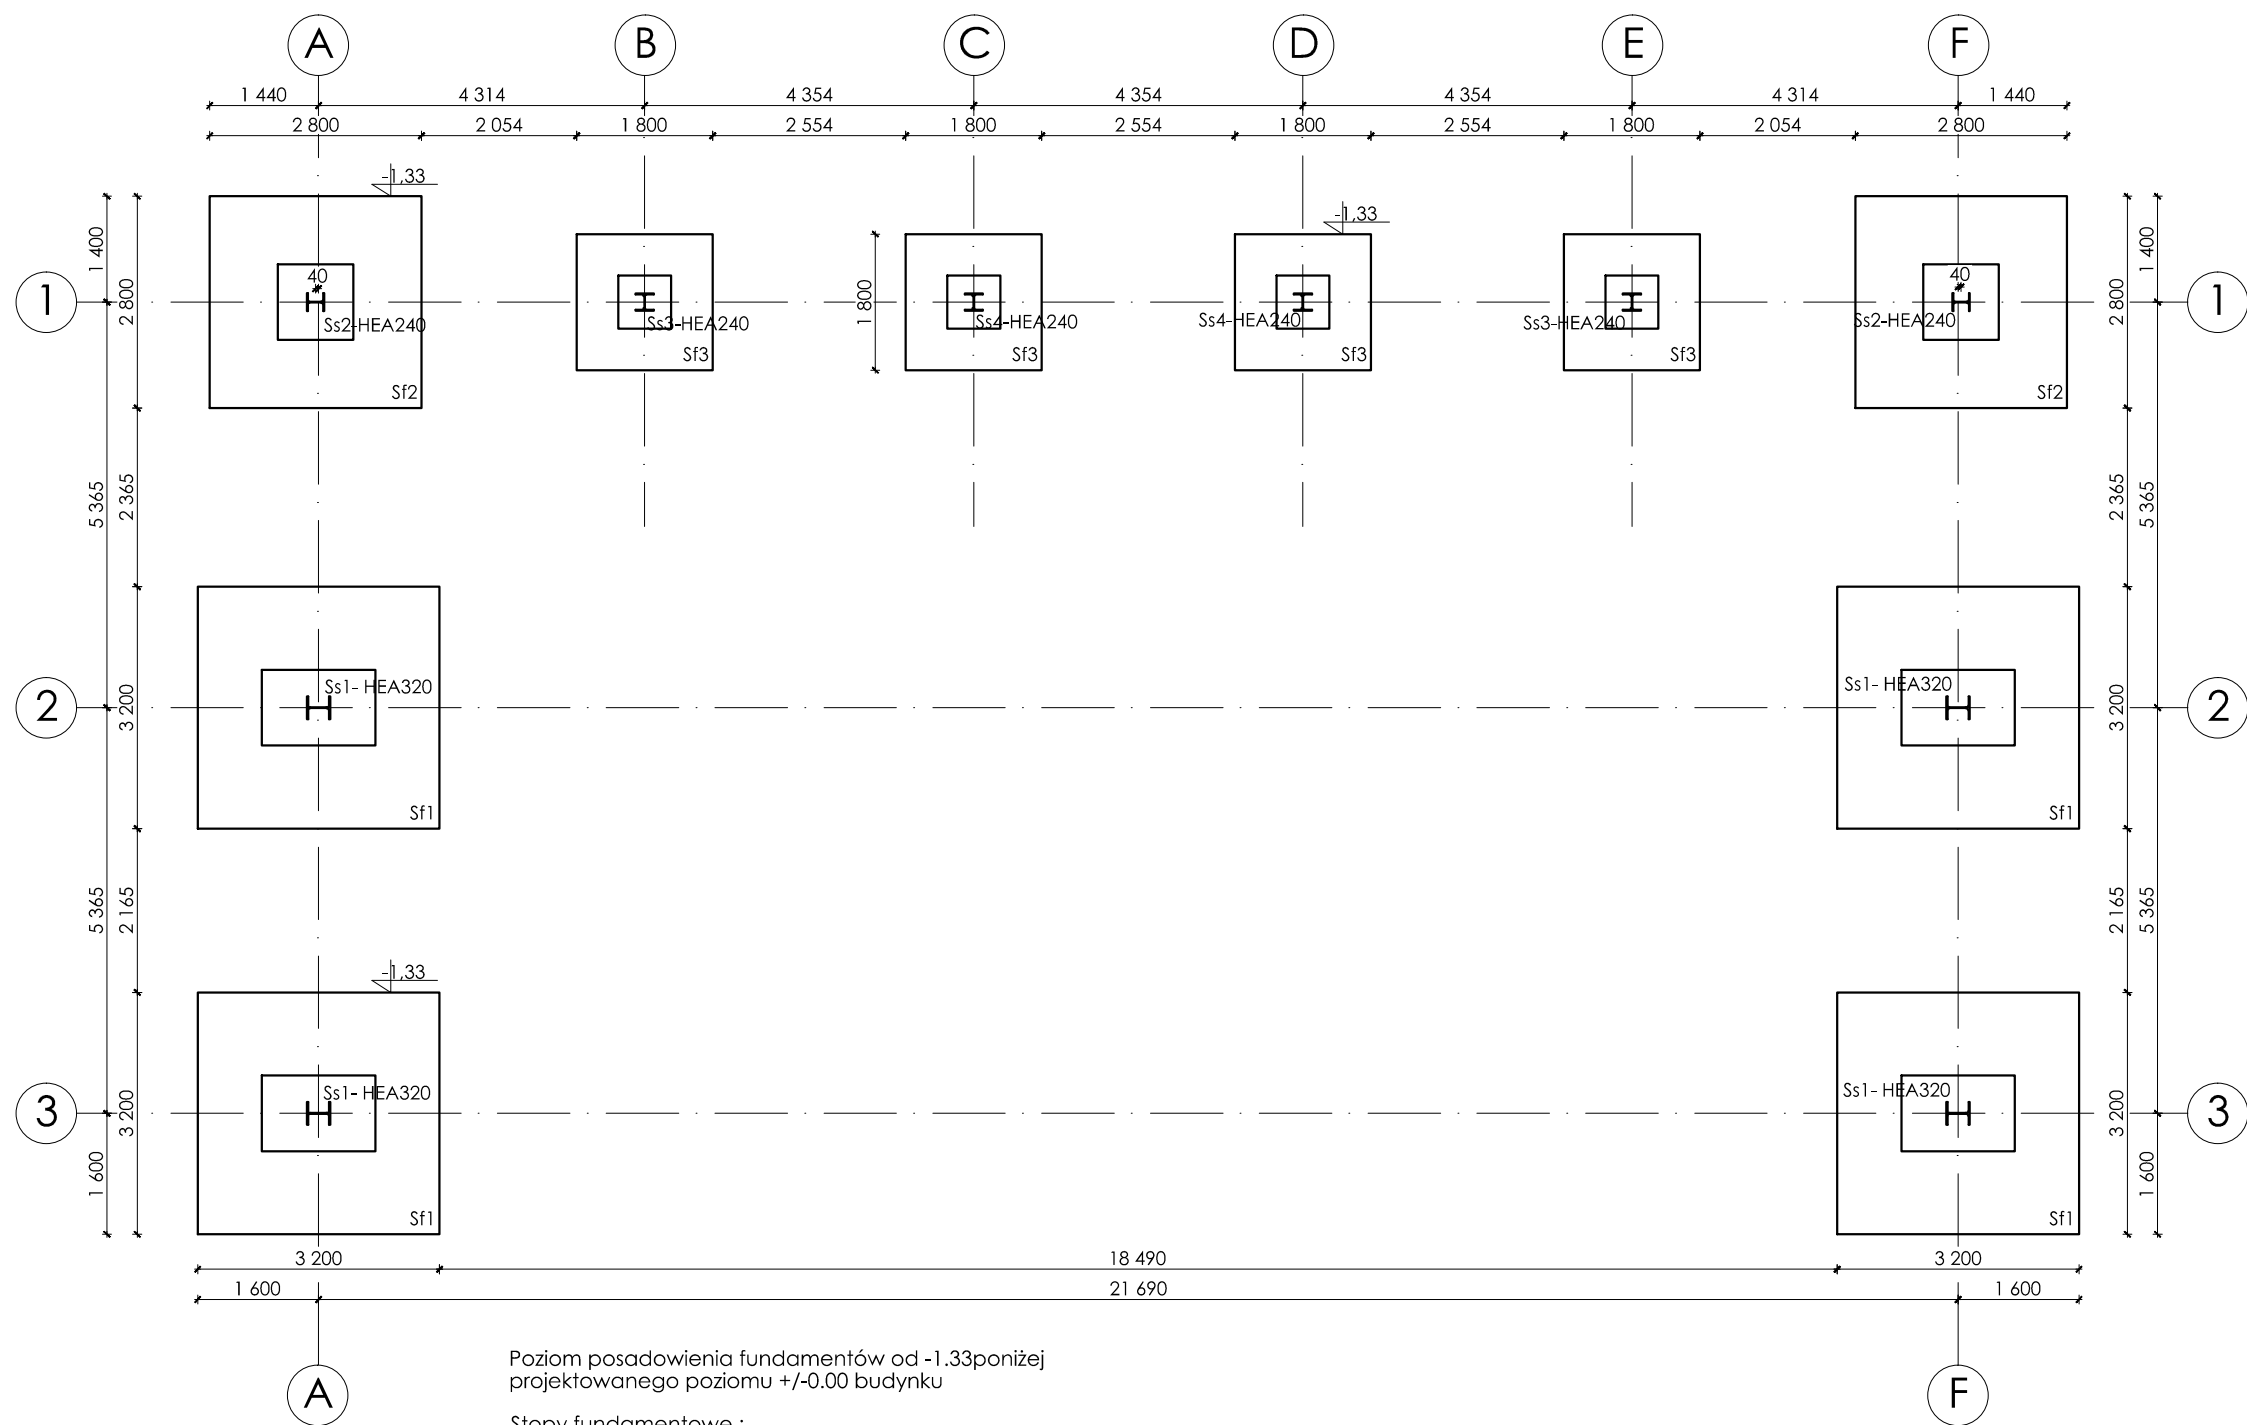 A B C D E F
1 440 4 314 4 354 4 354 4 354 4 314 1 440
2 800 2 054 1 800 2 554 1 800 2 554 1 800 2 554 1 800 2 054 2 800
-1,33
-1,33
1 400 2 800 1 800 2 800 1 400
40 40
1 1
Ss2-HEA240 Ss3-HEA240 Ss4-HEA240 Ss4-HEA240 Ss3-HEA240 Ss2-HEA240
Sf3 Sf3 Sf3 Sf3
Sf2 Sf2
5 365 2 365 2 365 5 365
Ss1- HEA320 Ss1- HEA320
2 3 200 3 200 2
Sf1 Sf1
5 365 2 165 2 165 5 365
-1,33
Ss1- HEA320 Ss1- HEA320
3 3 200 3 200 3
1 600 1 600
Sf1 Sf1
3 200 18 490 3 200
1 600 21 690 1 600
Poziom posadowienia fundamentów od -1.33poniżej
projektowanego poziomu +/-0.00 budynku
A F
Stopy fundamentowe :